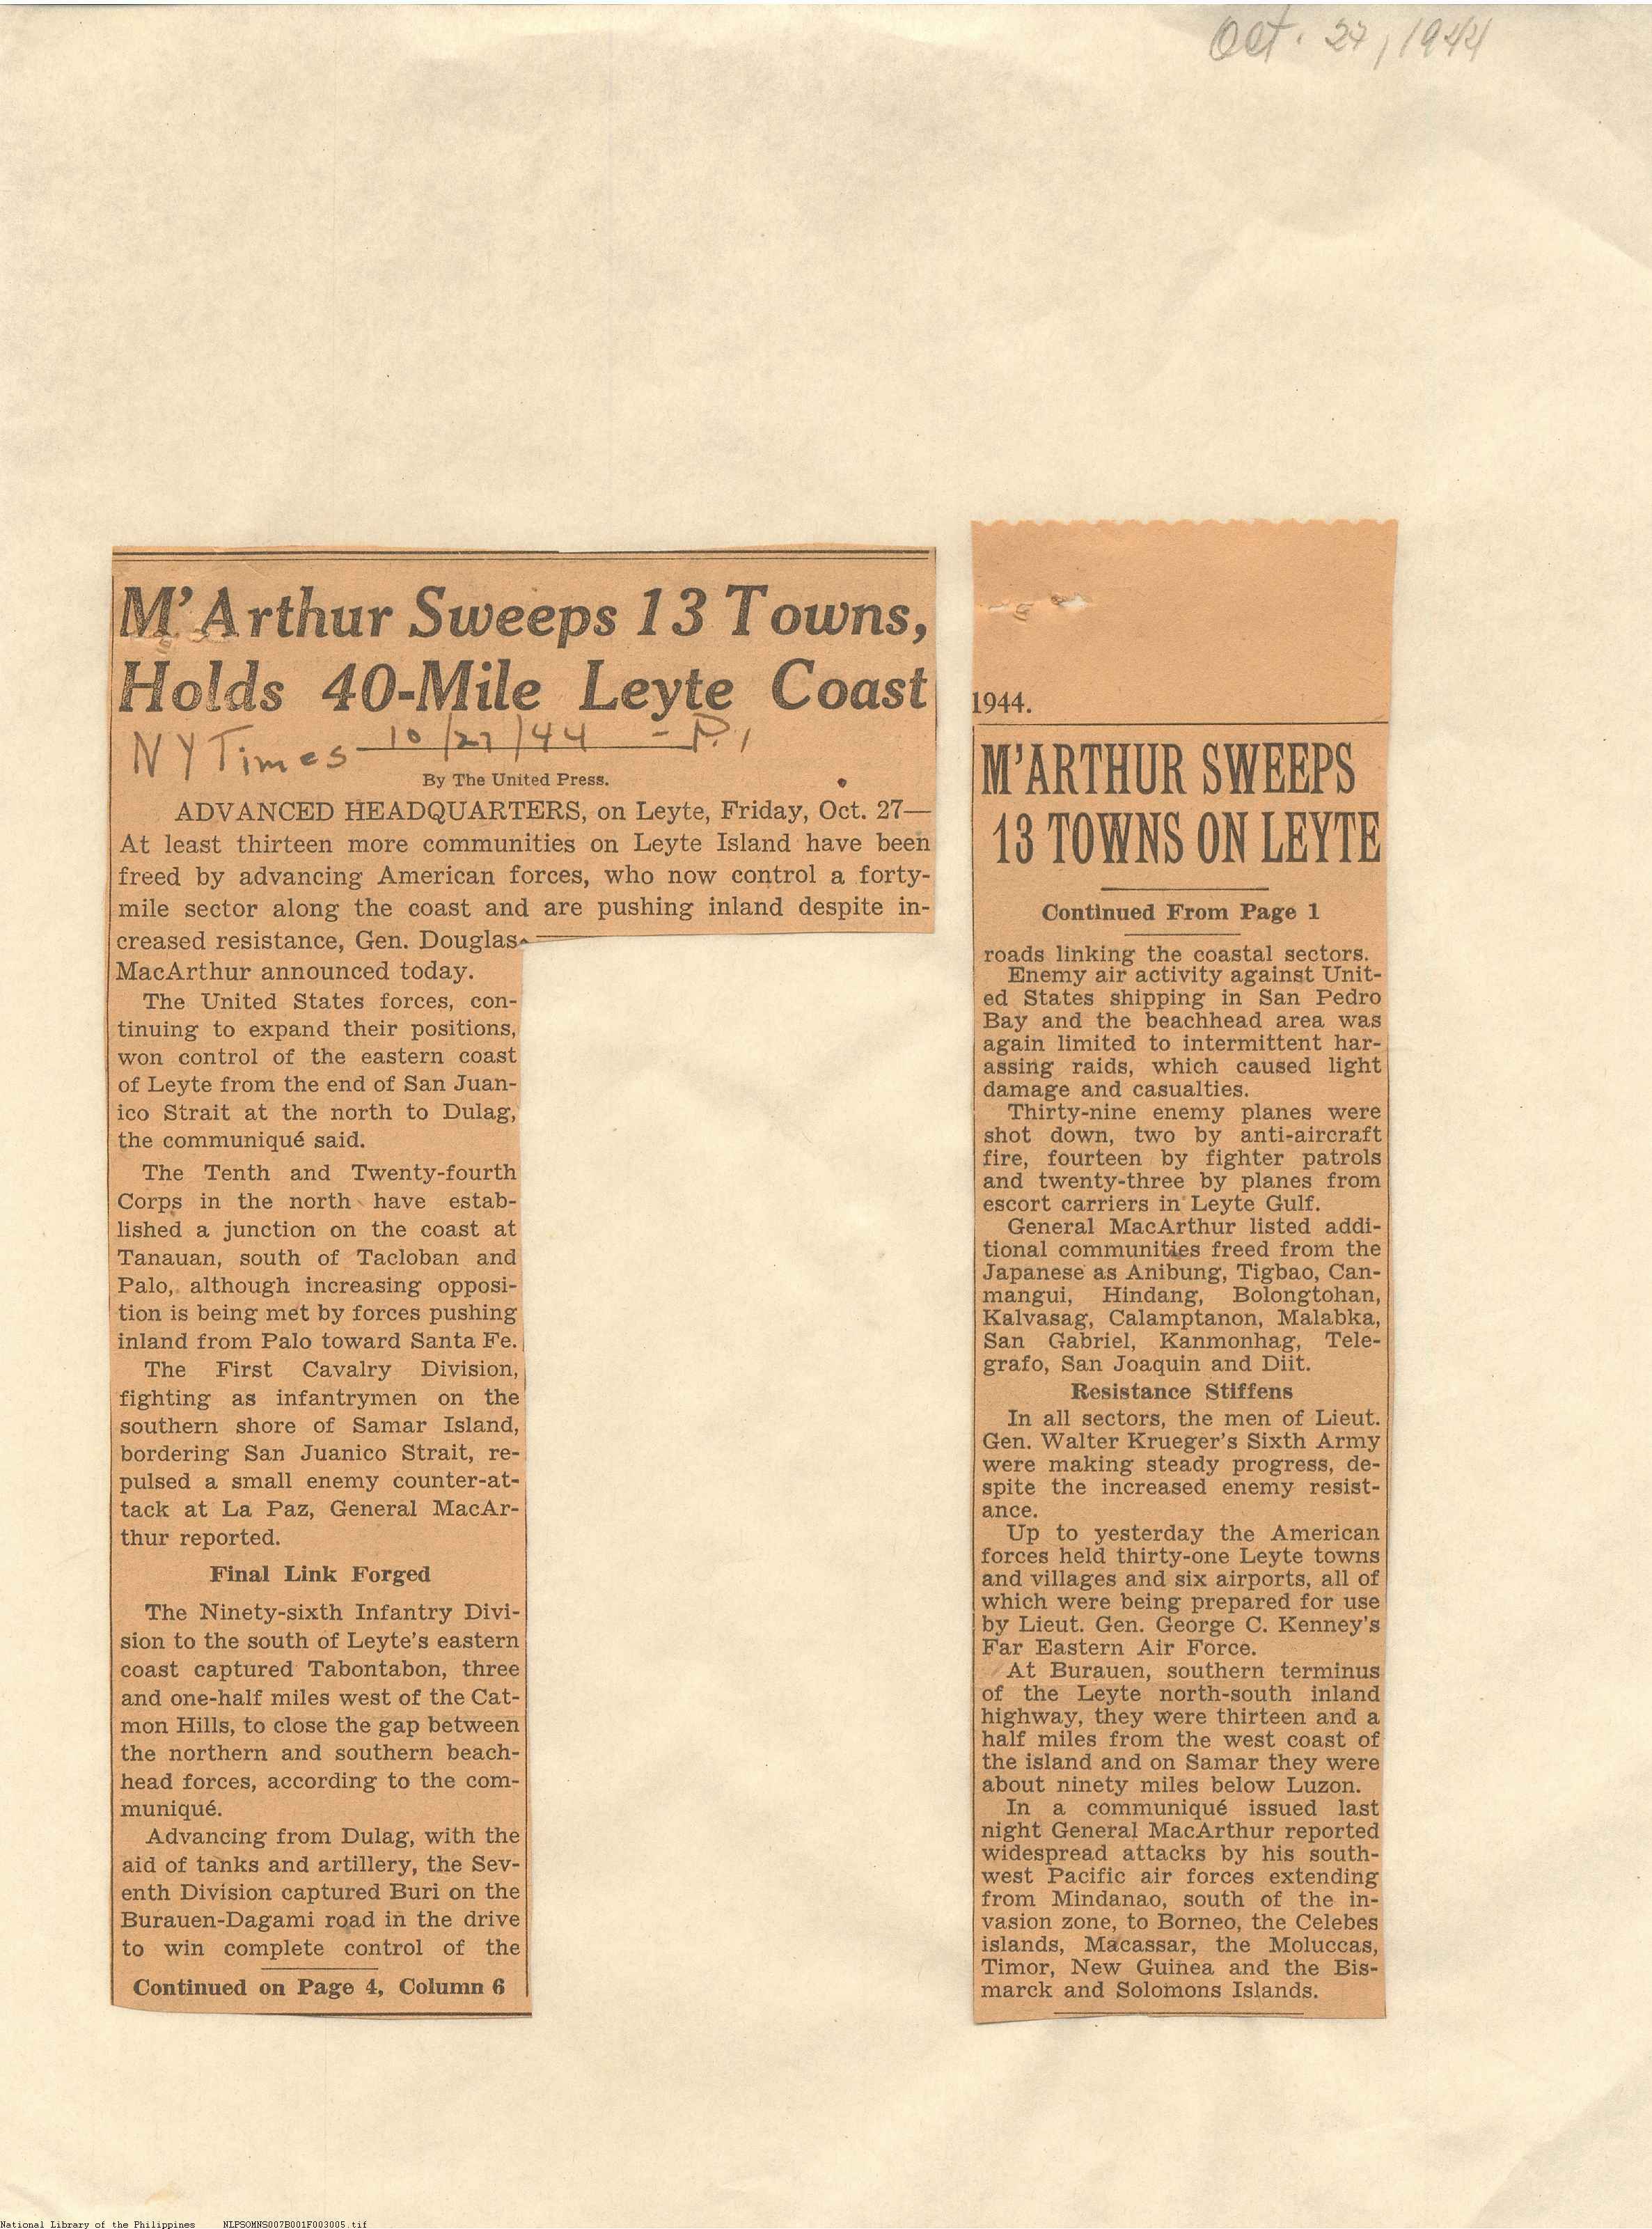 Oct. 27, 1944
M'Arthur Sweeps 13 Towns,
Holds 40-Mile Leyte Coast
NY Times 10/27/44 - P. 1
By The United Press.
ADVANCED HEADQUARTERS, on Leyte, Friday, Oct. 27—
At least thirteen more communities on Leyte Island have been
freed by advancing American forces, who now control a forty-
mile sector along the coast and are pushing inland despite in-
creased resistance, Gen. Douglas
MacArthur announced today.
The United States forces, con-
tinuing to expand their positions,
won control of the eastern coast
of Leyte from the end of San Juan-
ico Strait at the north to Dulag,
the communiqué said.
The Tenth and Twenty-fourth
Corps in the north have estab-
lished a junction on the coast at
Tanauan, south of Tacloban and
Palo, although increasing opposi-
tion is being met by forces pushing
inland from Palo toward Santa Fe.
The First Cavalry Division,
fighting as infantrymen on the
southern shore of Samar Island,
bordering San Juanico Strait, re-
pulsed a small enemy counter-at-
tack at La Paz, General MacAr-
thur reported.
Final Link Forged
The Ninety-sixth Infantry Divi-
sion to the south of Leyte's eastern
coast captured Tabontabon, three
and one-half miles west of the Cat-
mon Hills, to close the gap between
the northern and southern beach-
head forces, according to the com-
muniqué.
Advancing from Dulag, with the
aid of tanks and artillery, the Sev-
enth Division captured Buri on the
Burauen-Dagami road in the drive
to win complete control of the
Continued on Page 4, Column 6
1944.
M'ARTHUR SWEEPS
13 TOWNS ON LEYTE
Continued From Page 1
roads linking the coastal sectors.
Enemy air activity against Unit-
ed States shipping in San Pedro
Bay and the beachhead area was
again limited to intermittent har-
assing raids, which caused light
damage and casualties.
Thirty-nine enemy planes were
shot down, two by anti-aircraft
fire, fourteen by fighter patrols
and twenty-three by planes from
escort carriers in Leyte Gulf.
General MacArthur listed addi-
tional communities freed from the
Japanese as Anibung, Tigbao, Can-
mangui, Hindang, Bolongtohan,
Kalvasag, Calamptanon, Malabka,
San Gabriel, Kanmonhag, Tele-
grafo, San Joaquin and Diit.
Resistance Stiffens
In all sectors, the men of Lieut.
Gen. Walter Krueger's Sixth Army
were making steady progress, de-
spite the increased enemy resist-
ance.
Up to yesterday the American
forces held thirty-one Leyte towns
and villages and six airports, all of
which were being prepared for use
by Lieut. Gen. George C. Kenney's
Far Eastern Air Force.
At Burauen, southern terminus
of the Leyte north-south inland
highway, they were thirteen and a
half miles from the west coast of
the island and on Samar they were
about ninety miles below Luzon.
In a communiqué issued last
night General MacArthur reported
widespread attacks by his south-
west Pacific air forces extending
from Mindanao, south of the in-
vasion zone, to Borneo, the Celebes
islands, Macassar, the Moluccas,
Timor, New Guinea and the Bis-
marck and Solomons Islands.
National Library of the Philippines NLPSOMNS007B001F003005.tif